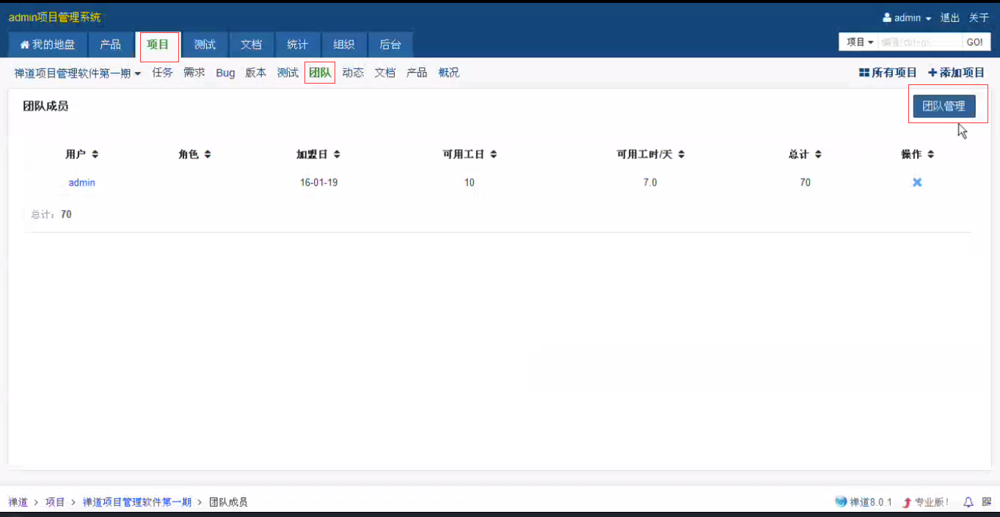 admin项目管理系统
admin 退出 关于
我的地盘 产品 项目 测试 文档 统计 组织 后台
项目 GO!
禅道项目管理软件第一期 任务 需求 Bug 版本 测试 团队 动态 文档 产品 概况
所有项目 添加项目
团队成员
团队管理
用户 角色 加盟日 可用工日 可用工时/天 总计 操作
admin 16-01-19 10 7.0 70
总计：70
禅道 > 项目 > 禅道项目管理软件第一期 > 团队成员
禅道8.0.1 专业版！